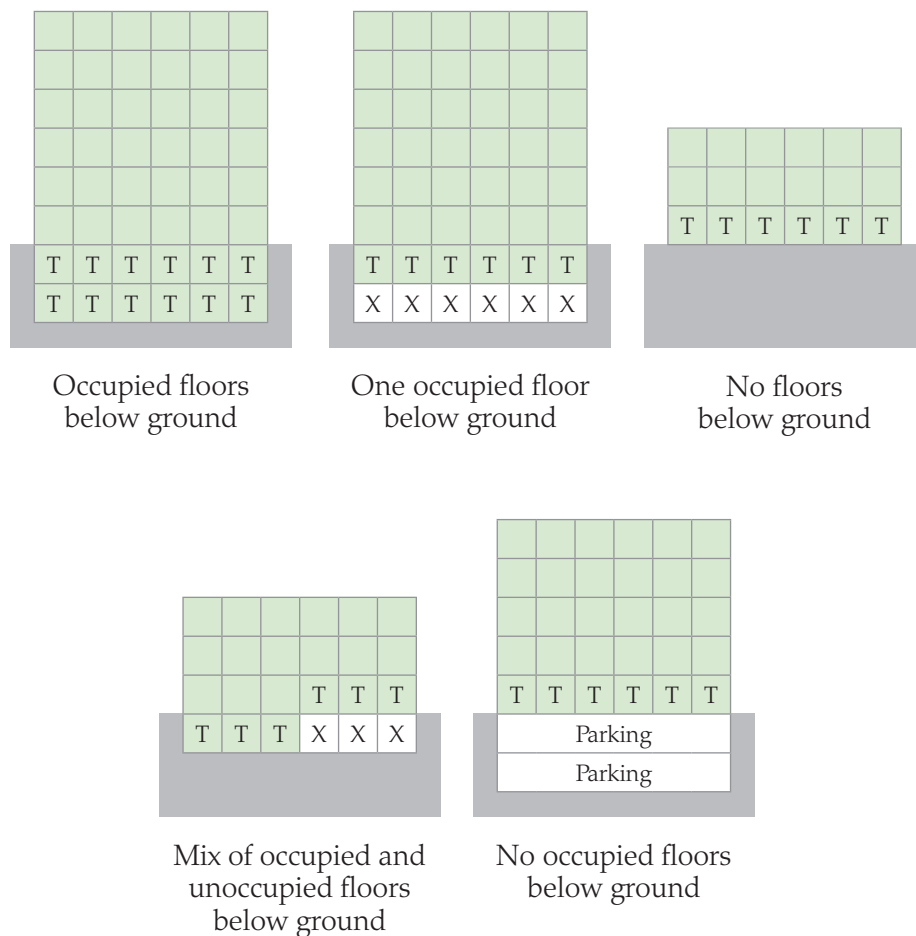 T T T T T T
T T T T T T
Occupied floors
below ground
T T T T T T
X X X X X X
One occupied floor
below ground
T T T T T T
No floors
below ground
T T T
T T T X X X
Mix of occupied and
unoccupied floors
below ground
T T T T T T
Parking
Parking
No occupied floors
below ground